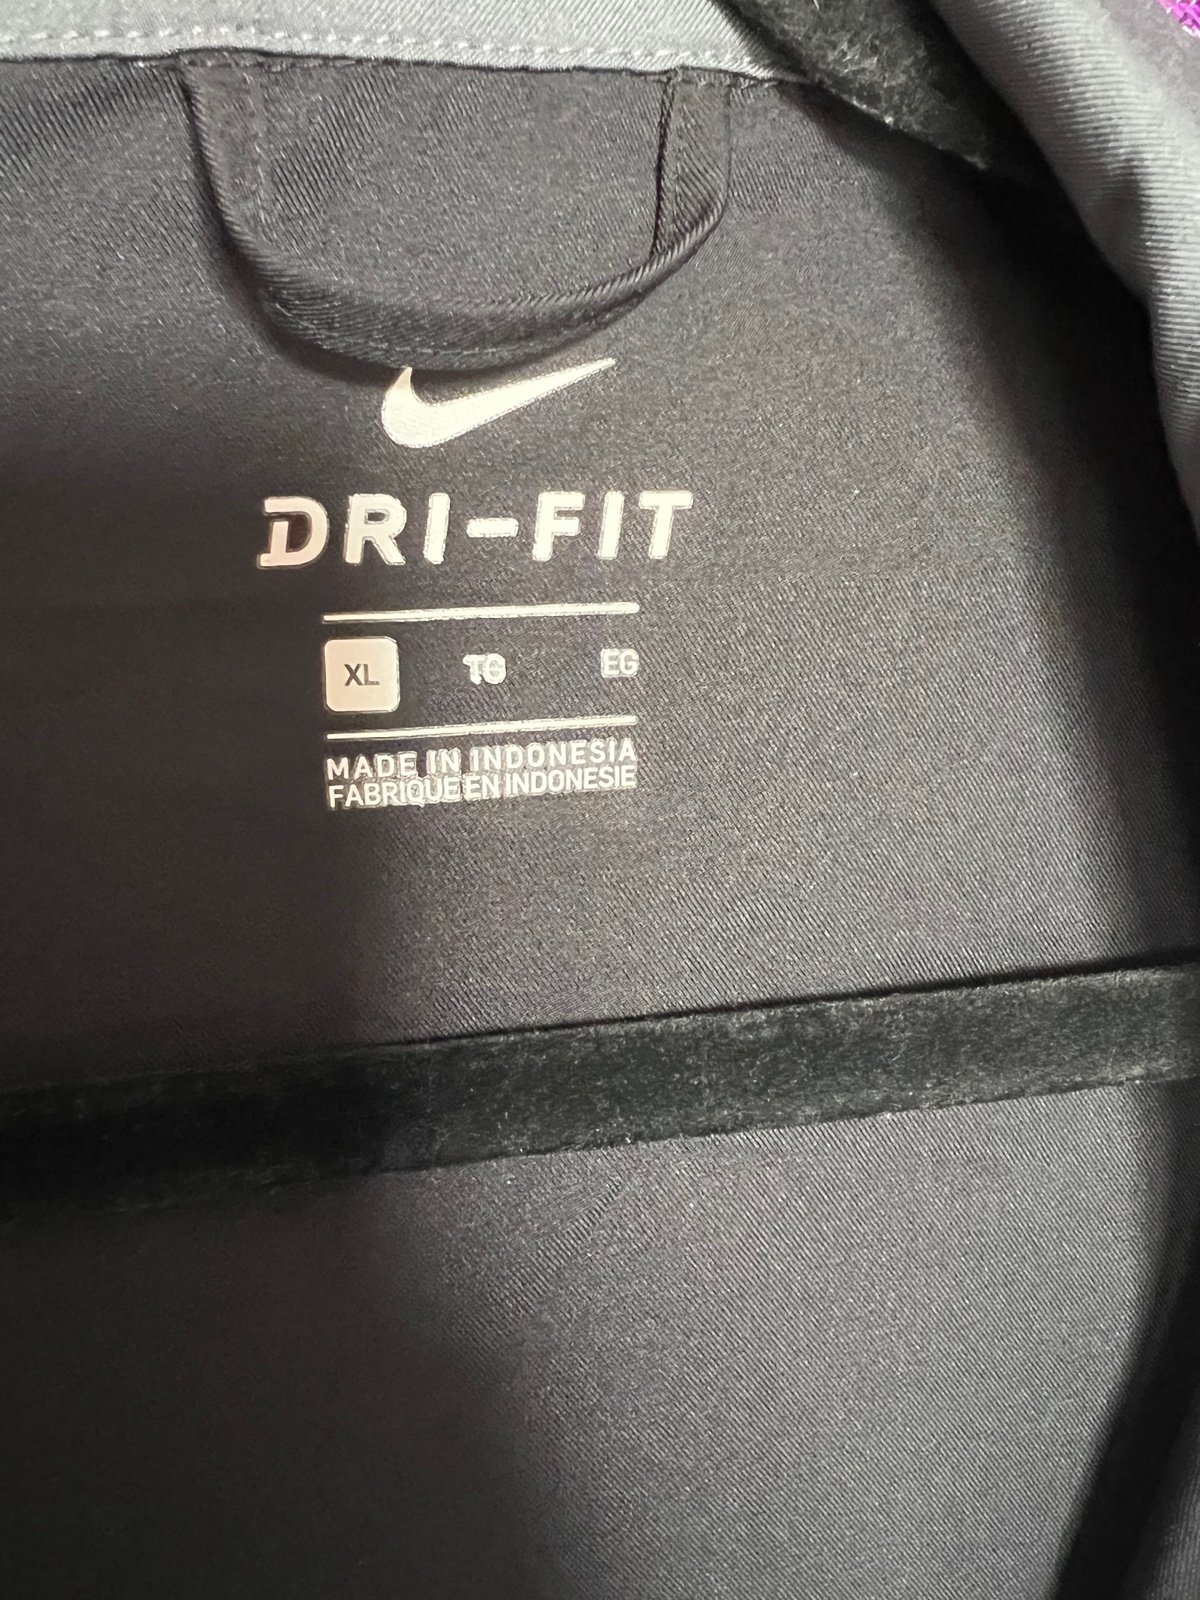 DRI-FIT
XL TG EG
MADE IN INDONESIA
FABRIQUE EN INDONESIE